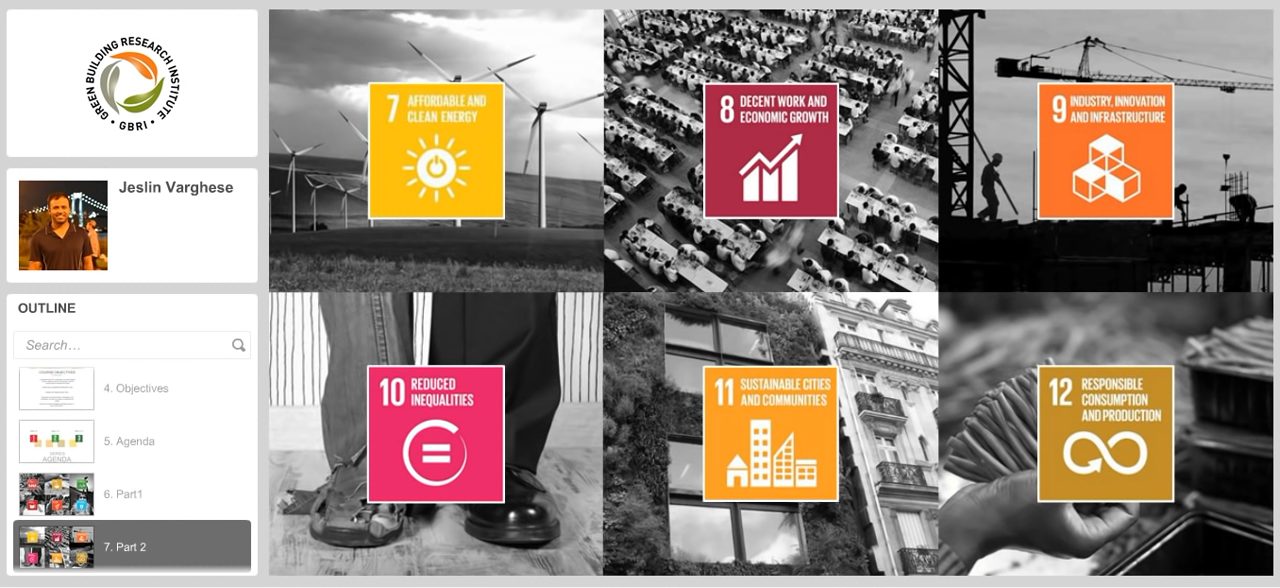 GREEN BUILDING RESEARCH INSTITUTE
• GBRI •
Jeslin Varghese
OUTLINE
Search...
4. Objectives
5. Agenda
AGENDA
6. Part1
7. Part 2
7 AFFORDABLE AND
CLEAN ENERGY
8 DECENT WORK AND
ECONOMIC GROWTH
9 INDUSTRY, INNOVATION
AND INFRASTRUCTURE
10 REDUCED
INEQUALITIES
11 SUSTAINABLE CITIES
AND COMMUNITIES
12 RESPONSIBLE
CONSUMPTION
AND PRODUCTION